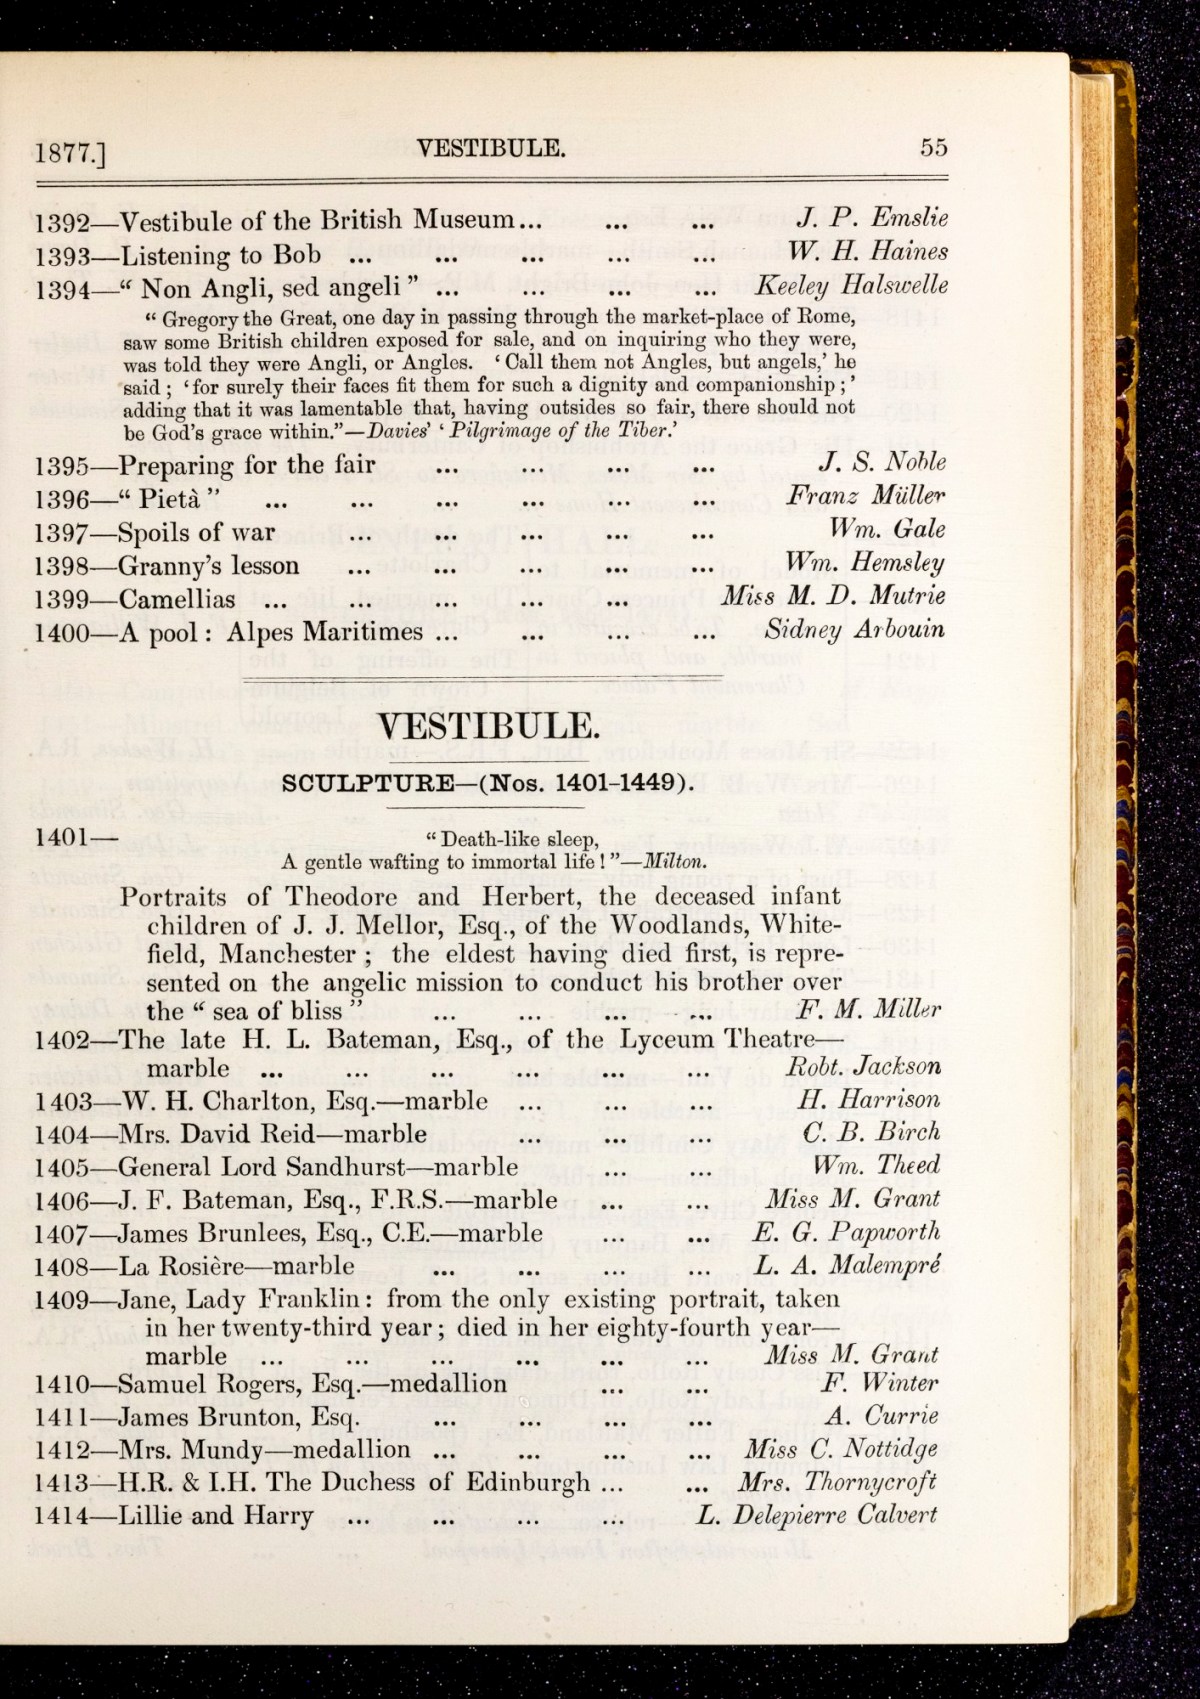 1877.] VESTIBULE. 55
1392—Vestibule of the British Museum... ... ... J. P. Emslie
1393—Listening to Bob ... ... ... ... ... W. H. Haines
1394—“ Non Angli, sed angeli ” ... ... ... ... Keeley Halswelle
“ Gregory the Great, one day in passing through the market-place of Rome,
saw some British children exposed for sale, and on inquiring who they were,
was told they were Angli, or Angles. ‘ Call them not Angles, but angels,’ he
said ; ‘ for surely their faces fit them for such a dignity and companionship ; ’
adding that it was lamentable that, having outsides so fair, there should not
be God’s grace within.”—Davies’ ‘ Pilgrimage of the Tiber.’
1395—Preparing for the fair ... ... ... ... J. S. Noble
1396—“ Pietà ” ... ... ... ... ... ... Franz Müller
1397—Spoils of war ... ... ... ... ... Wm. Gale
1398—Granny’s lesson ... ... ... ... ... Wm. Hemsley
1399—Camellias ... ... ... ... ... Miss M. D. Mutrie
1400—A pool : Alpes Maritimes ... ... ... ... Sidney Arbouin
VESTIBULE.
SCULPTURE—(Nos. 1401-1449).
1401— “ Death-like sleep,
A gentle wafting to immortal life ! ”—Milton.
Portraits of Theodore and Herbert, the deceased infant
children of J. J. Mellor, Esq., of the Woodlands, White-
field, Manchester ; the eldest having died first, is repre-
sented on the angelic mission to conduct his brother over
the “ sea of bliss ” ... ... ... ... F. M. Miller
1402—The late H. L. Bateman, Esq., of the Lyceum Theatre—
marble ... ... ... ... ... ... Robt. Jackson
1403—W. H. Charlton, Esq.—marble ... ... ... H. Harrison
1404—Mrs. David Reid—marble ... ... ... C. B. Birch
1405—General Lord Sandhurst—marble ... ... Wm. Theed
1406—J. F. Bateman, Esq., F.R.S.—marble ... ... Miss M. Grant
1407—James Brunlees, Esq., C.E.—marble ... ... E. G. Papworth
1408—La Rosière—marble ... ... ... ... L. A. Malempré
1409—Jane, Lady Franklin : from the only existing portrait, taken
in her twenty-third year ; died in her eighty-fourth year—
marble ... ... ... ... ... ... Miss M. Grant
1410—Samuel Rogers, Esq.—medallion ... ... F. Winter
1411—James Brunton, Esq. ... ... ... ... A. Currie
1412—Mrs. Mundy—medallion ... ... ... ... Miss C. Nottidge
1413—H.R. & I.H. The Duchess of Edinburgh ... ... Mrs. Thornycroft
1414—Lillie and Harry ... ... ... ... L. Delepierre Calvert